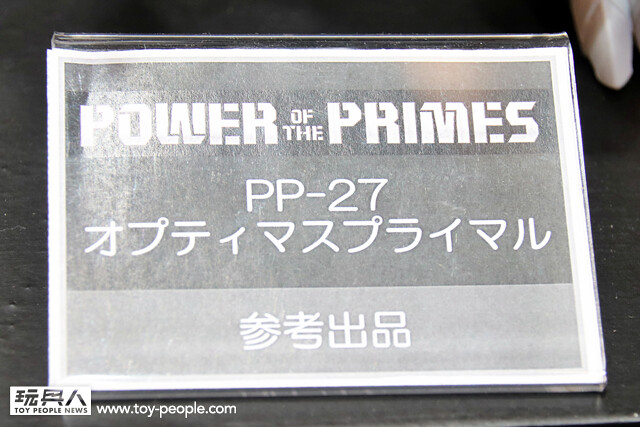 POWER OF THE PRIMES
PP-27
オプティマスプライマル
参考出品
玩具人
TOY PEOPLE NEWS
www.toy-people.com